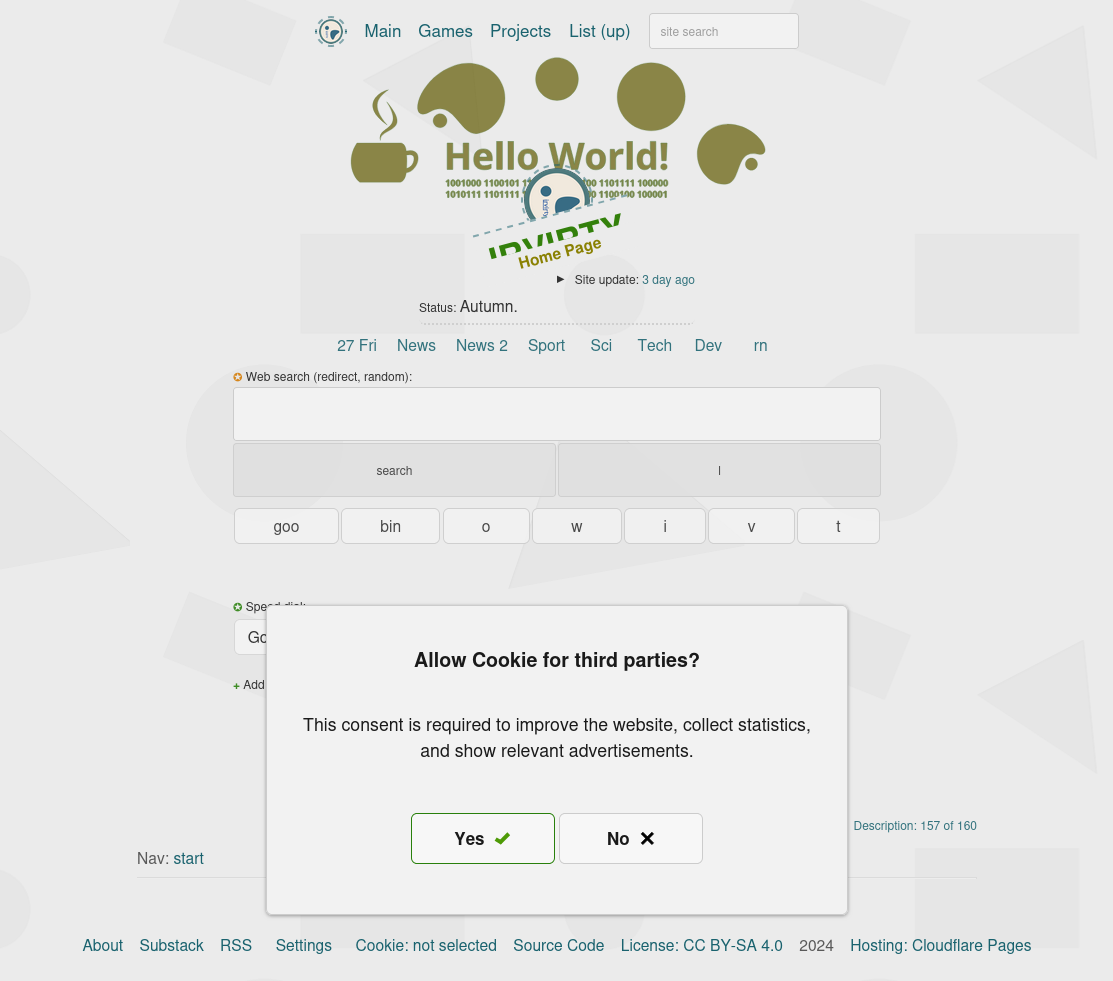 Main Games Projects List (up) site search
Hello World!
1001000 1100101 1101111 100000
1010111 1101111 1100100 100001
Home Page
► Site update: 3 day ago
Status: Autumn.
27 Fri News News 2 Sport Sci Tech Dev rn
✪ Web search (redirect, random):
search I
goo bin o w i v t
✪ Speed dial:
Go
+ Add
Allow Cookie for third parties?
This consent is required to improve the website, collect statistics,
and show relevant advertisements.
Yes ✔ No ✕
Description: 157 of 160
Nav: start
About Substack RSS Settings Cookie: not selected Source Code License: CC BY-SA 4.0 2024 Hosting: Cloudflare Pages